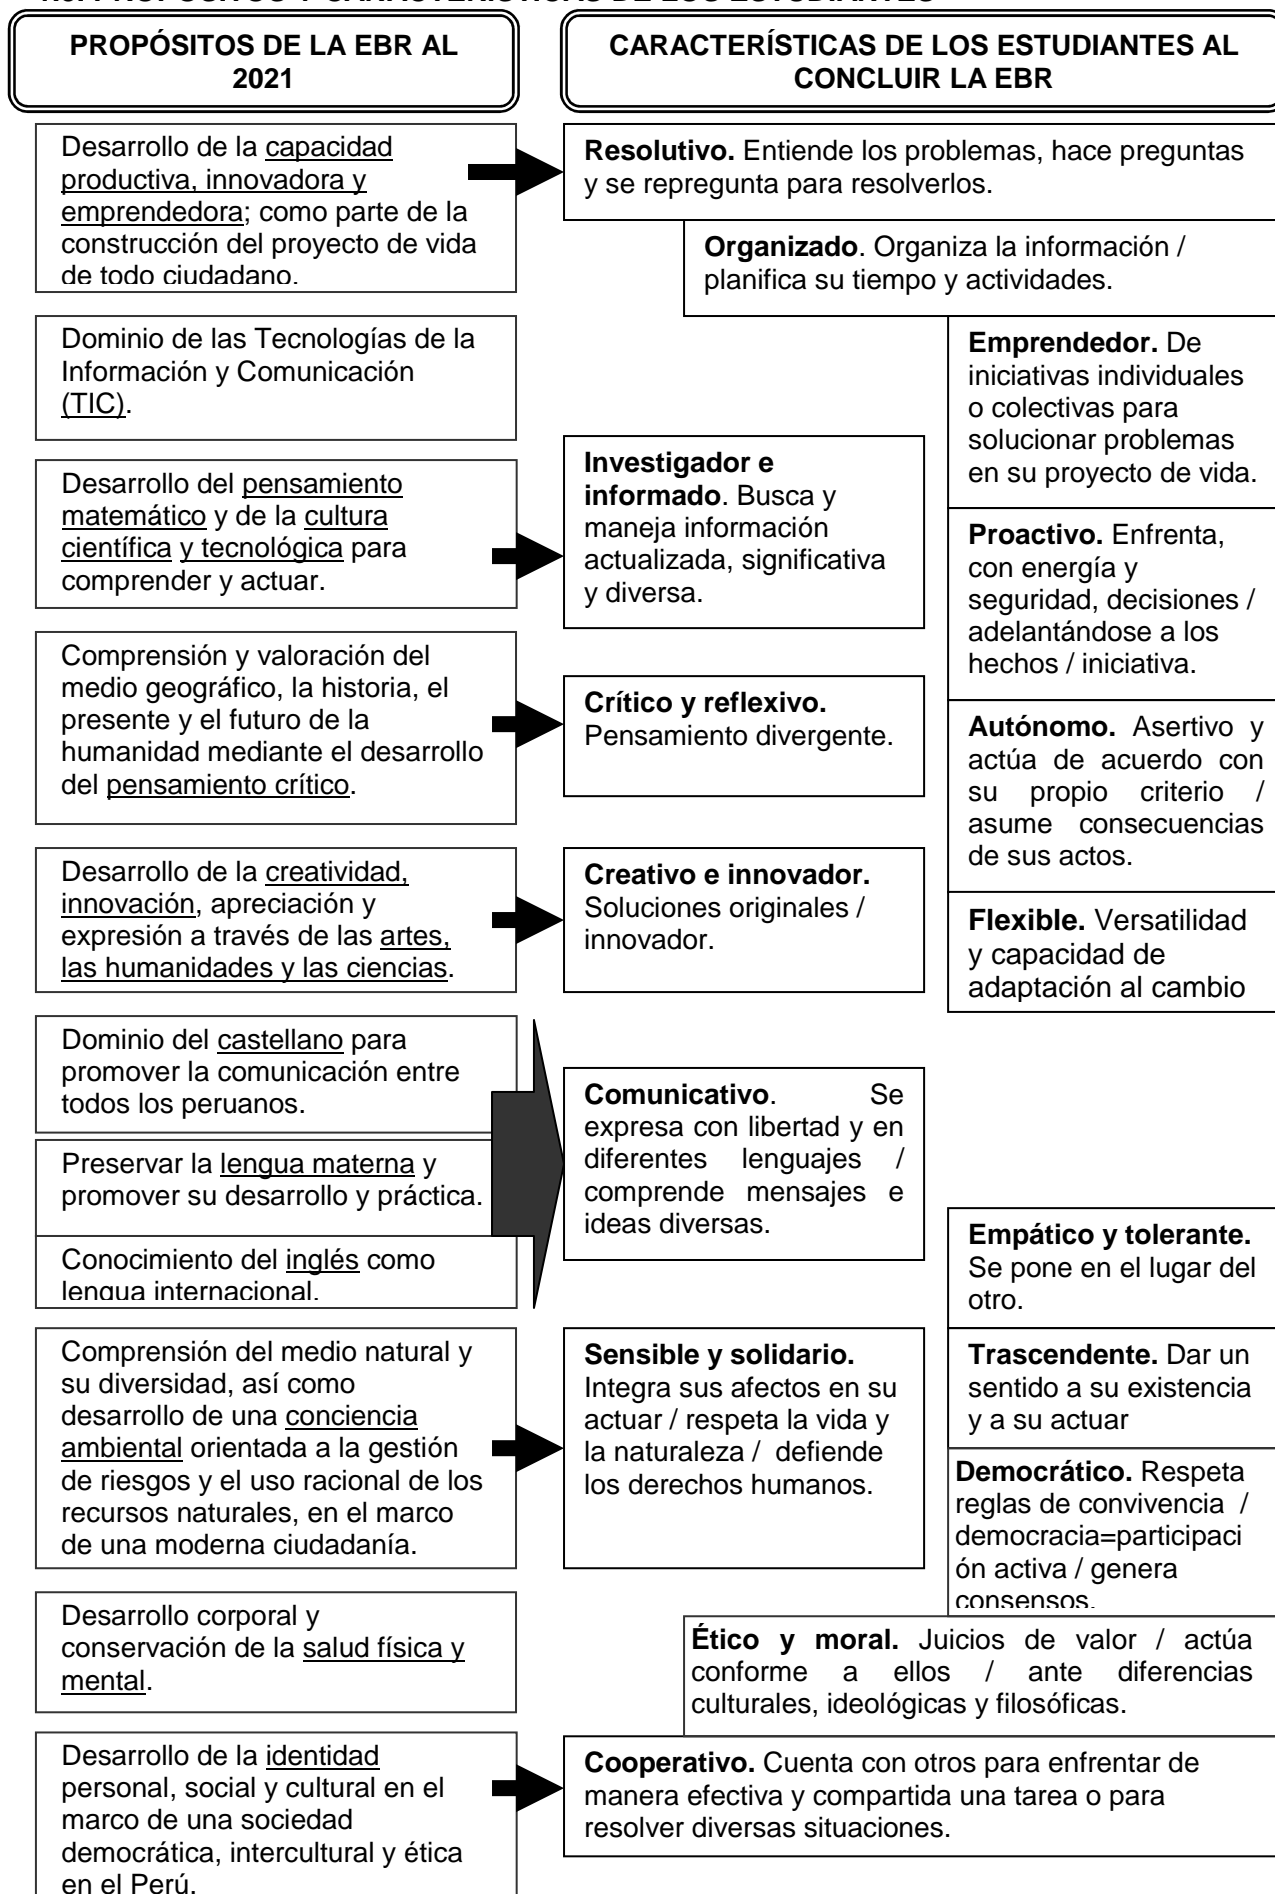 PROPÓSITOS Y CARACTERÍSTICAS DE LOS ESTUDIANTES
PROPÓSITOS DE LA EBR AL
2021
Desarrollo de la capacidad
productiva, innovadora y
emprendedora; como parte de la
construcción del proyecto de vida
de todo ciudadano.
Dominio de las Tecnologías de la
Información y Comunicación
(TIC).
Desarrollo del pensamiento
matemático y de la cultura
científica y tecnológica para
comprender y actuar.
Comprensión y valoración del
medio geográfico, la historia, el
presente y el futuro de la
humanidad mediante el desarrollo
del pensamiento crítico.
Desarrollo de la creatividad,
innovación, apreciación y
expresión a través de las artes,
las humanidades y las ciencias.
Dominio del castellano para
promover la comunicación entre
todos los peruanos.
Preservar la lengua materna y
promover su desarrollo y práctica.
Conocimiento del inglés como
lengua internacional.
Comprensión del medio natural y
su diversidad, así como
desarrollo de una conciencia
ambiental orientada a la gestión
de riesgos y el uso racional de los
recursos naturales, en el marco
de una moderna ciudadanía.
Desarrollo corporal y
conservación de la salud física y
mental.
Desarrollo de la identidad
personal, social y cultural en el
marco de una sociedad
democrática, intercultural y ética
en el Perú.
CARACTERÍSTICAS DE LOS ESTUDIANTES AL
CONCLUIR LA EBR
Resolutivo. Entiende los problemas, hace preguntas
y se repregunta para resolverlos.
Organizado. Organiza la información /
planifica su tiempo y actividades.
Emprendedor. De
iniciativas individuales
o colectivas para
solucionar problemas
en su proyecto de vida.
Investigador e
informado. Busca y
maneja información
actualizada, significativa
y diversa.
Proactivo. Enfrenta,
con energía y
seguridad, decisiones /
adelantándose a los
hechos / iniciativa.
Crítico y reflexivo.
Pensamiento divergente.
Autónomo. Asertivo y
actúa de acuerdo con
su propio criterio /
asume consecuencias
de sus actos.
Creativo e innovador.
Soluciones originales /
innovador.
Flexible. Versatilidad
y capacidad de
adaptación al cambio
Comunicativo. Se
expresa con libertad y en
diferentes lenguajes /
comprende mensajes e
ideas diversas.
Empático y tolerante.
Se pone en el lugar del
otro.
Sensible y solidario.
Integra sus afectos en su
actuar / respeta la vida y
la naturaleza / defiende
los derechos humanos.
Trascendente. Dar un
sentido a su existencia
y a su actuar
Democrático. Respeta
reglas de convivencia /
democracia=participaci
ón activa / genera
consensos.
Ético y moral. Juicios de valor / actúa
conforme a ellos / ante diferencias
culturales, ideológicas y filosóficas.
Cooperativo. Cuenta con otros para enfrentar de
manera efectiva y compartida una tarea o para
resolver diversas situaciones.